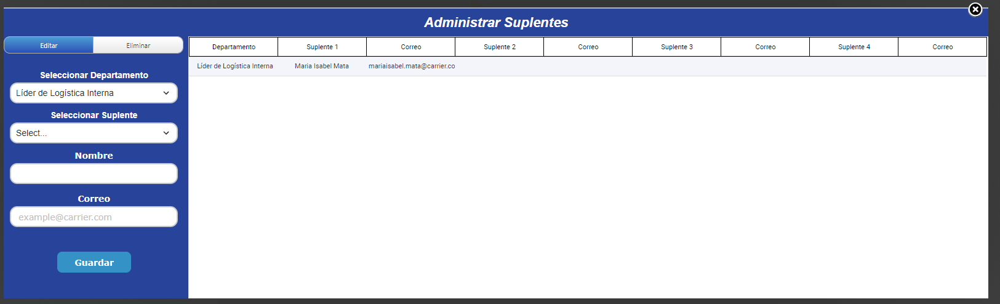 Administrar Suplentes
Editar
Eliminar
Seleccionar Departamento
Líder de Logística Interna
Seleccionar Suplente
Select...
Nombre
Correo
example@carrier.com
Guardar
Departamento Suplente 1 Correo Suplente 2 Correo Suplente 3 Correo Suplente 4 Correo
Líder de Logística Interna Maria Isabel Mata mariaisabel.mata@carrier.co